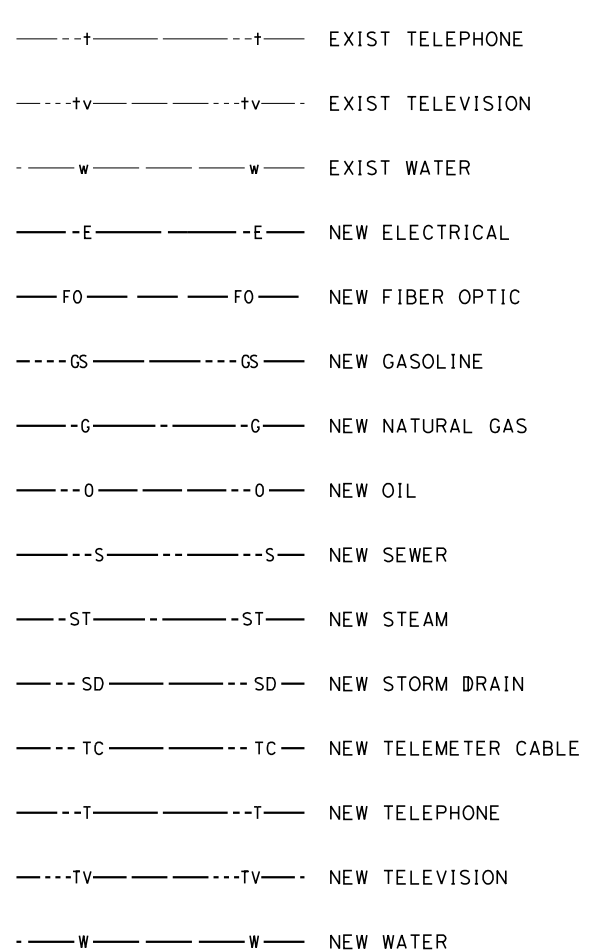 t t EXIST TELEPHONE
tv tv EXIST TELEVISION
w w EXIST WATER
E E NEW ELECTRICAL
FO FO NEW FIBER OPTIC
GS GS NEW GASOLINE
G G NEW NATURAL GAS
O O NEW OIL
S S NEW SEWER
ST ST NEW STEAM
SD SD NEW STORM DRAIN
TC TC NEW TELEMETER CABLE
T T NEW TELEPHONE
TV TV NEW TELEVISION
W W NEW WATER